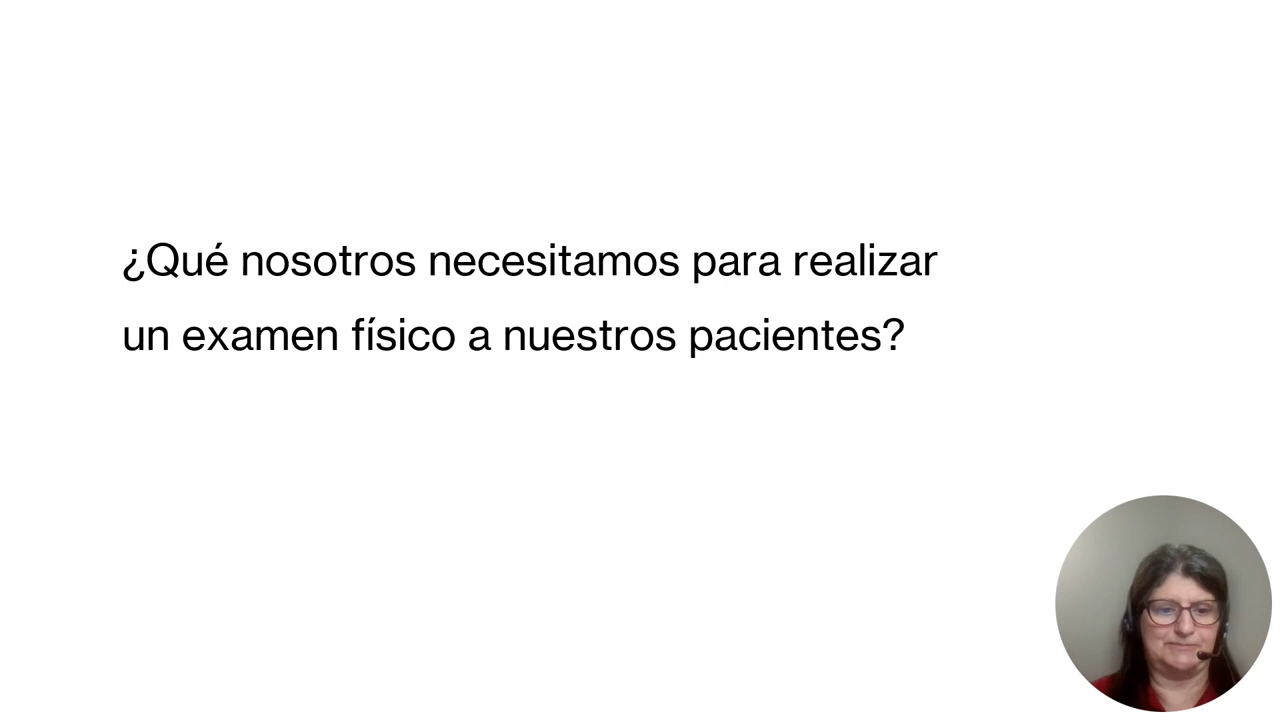 ¿Qué nosotros necesitamos para realizar
un examen físico a nuestros pacientes?